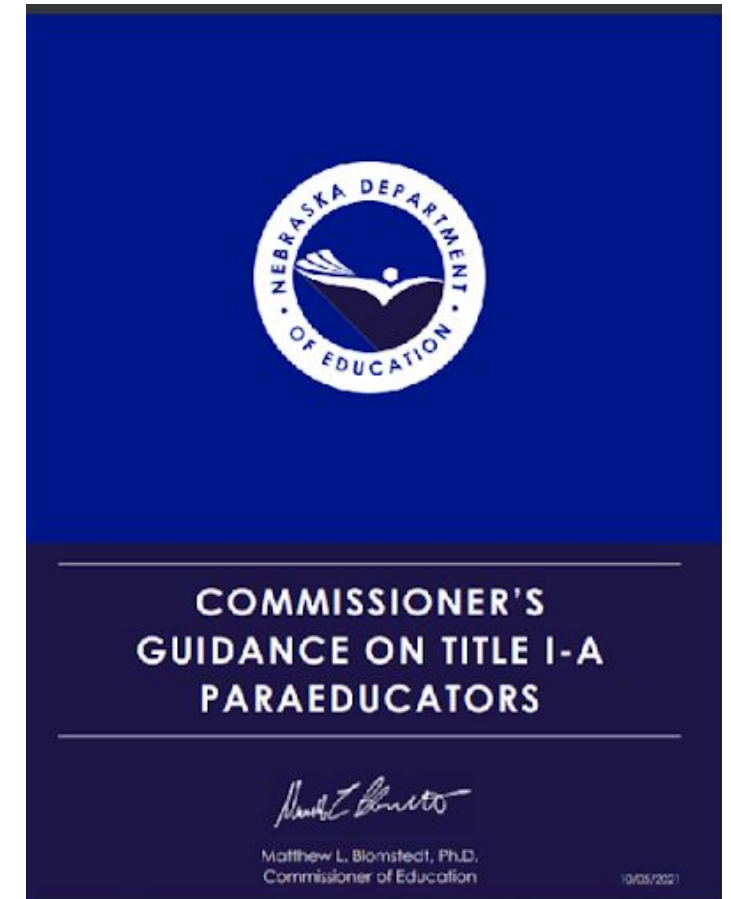 NEBRASKA DEPARTMENT
• OF EDUCATION •
COMMISSIONER'S
GUIDANCE ON TITLE I-A
PARAEDUCATORS
Matthew L. Blomstedt, Ph.D.
Commissioner of Education
10/05/2021